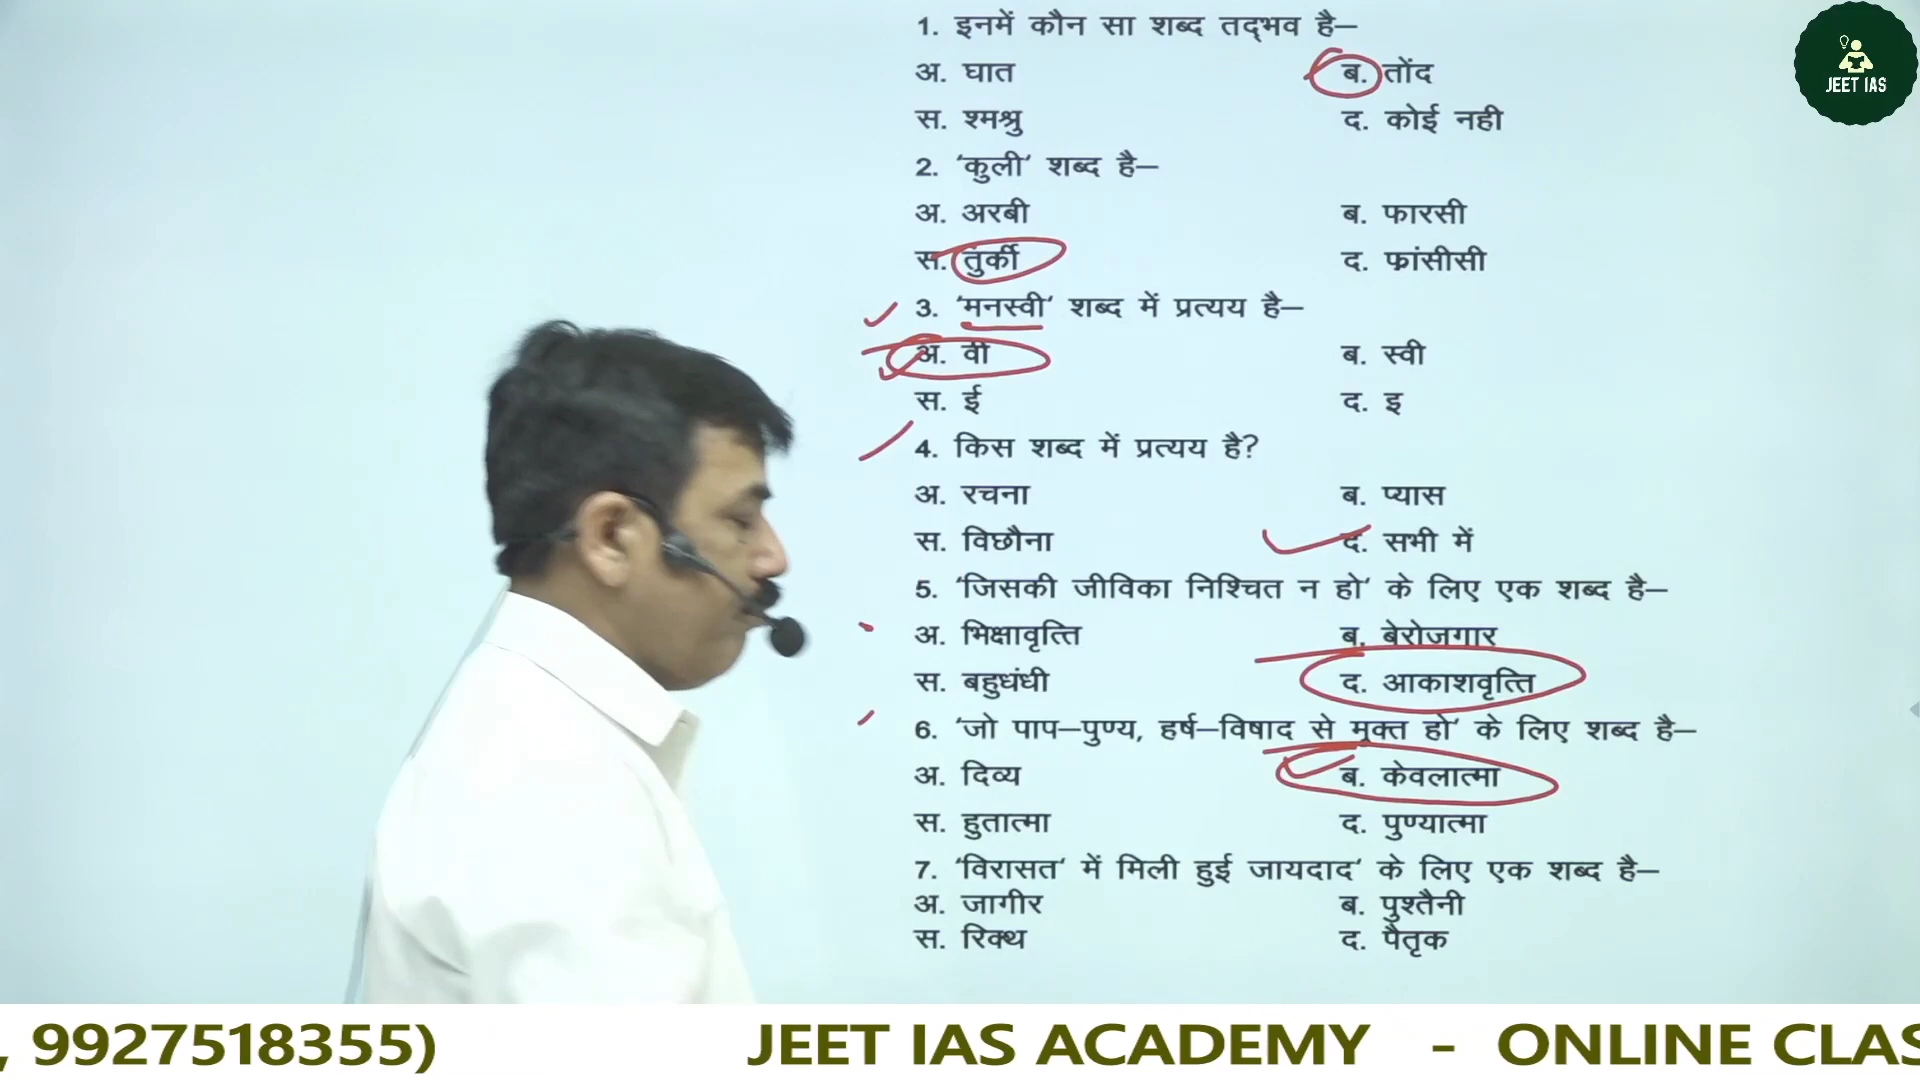 1. इनमें कौन सा शब्द तद्भव है–
अ. घात ब. तोंद
स. श्मश्रु द. कोई नही
2. ‘कुली’ शब्द है–
अ. अरबी ब. फारसी
स. तुर्की द. फ्रांसीसी
3. ‘मनस्वी’ शब्द में प्रत्यय है–
अ. वी ब. स्वी
स. ई द. इ
4. किस शब्द में प्रत्यय है?
अ. रचना ब. प्यास
स. विछौना द. सभी में
5. ‘जिसकी जीविका निश्चित न हो’ के लिए एक शब्द है–
अ. भिक्षावृत्ति ब. बेरोजगार
स. बहुधंधी द. आकाशवृत्ति
6. ‘जो पाप–पुण्य, हर्ष–विषाद से मुक्त हो’ के लिए शब्द है–
अ. दिव्य ब. केवलात्मा
स. हुतात्मा द. पुण्यात्मा
7. ‘विरासत‘ में मिली हुई जायदाद’ के लिए एक शब्द है–
अ. जागीर ब. पुश्तैनी
स. रिक्थ द. पैतृक
JEET IAS
, 9927518355) JEET IAS ACADEMY - ONLINE CLAS